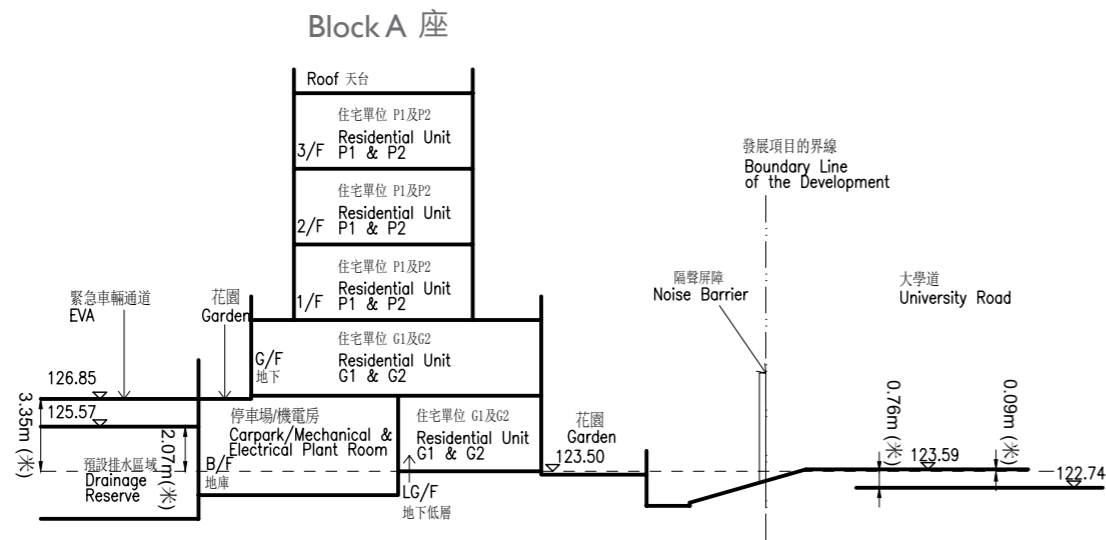 Block A 座
Roof 天台
住宅單位 P1及P2
Residential Unit
3/F P1 & P2
住宅單位 P1及P2
Residential Unit
2/F P1 & P2
住宅單位 P1及P2
Residential Unit
1/F P1 & P2
發展項目的界線
Boundary Line
of the Development
隔聲屏障
Noise Barrier
大學道
University Road
緊急車輛通道
EVA
花園
Garden
住宅單位 G1及G2
G/F Residential Unit
地下 G1 & G2
126.85
125.57
3.35m (米)
2.07m(米)
預設排水區域
Drainage
Reserve
停車場/機電房
Carpark/Mechanical &
Electrical Plant Room
B/F
地庫
住宅單位 G1及G2
Residential Unit
G1 & G2
LG/F
地下低層
花園
Garden
123.50
0.76m (米)
0.09m (米)
123.59
122.74